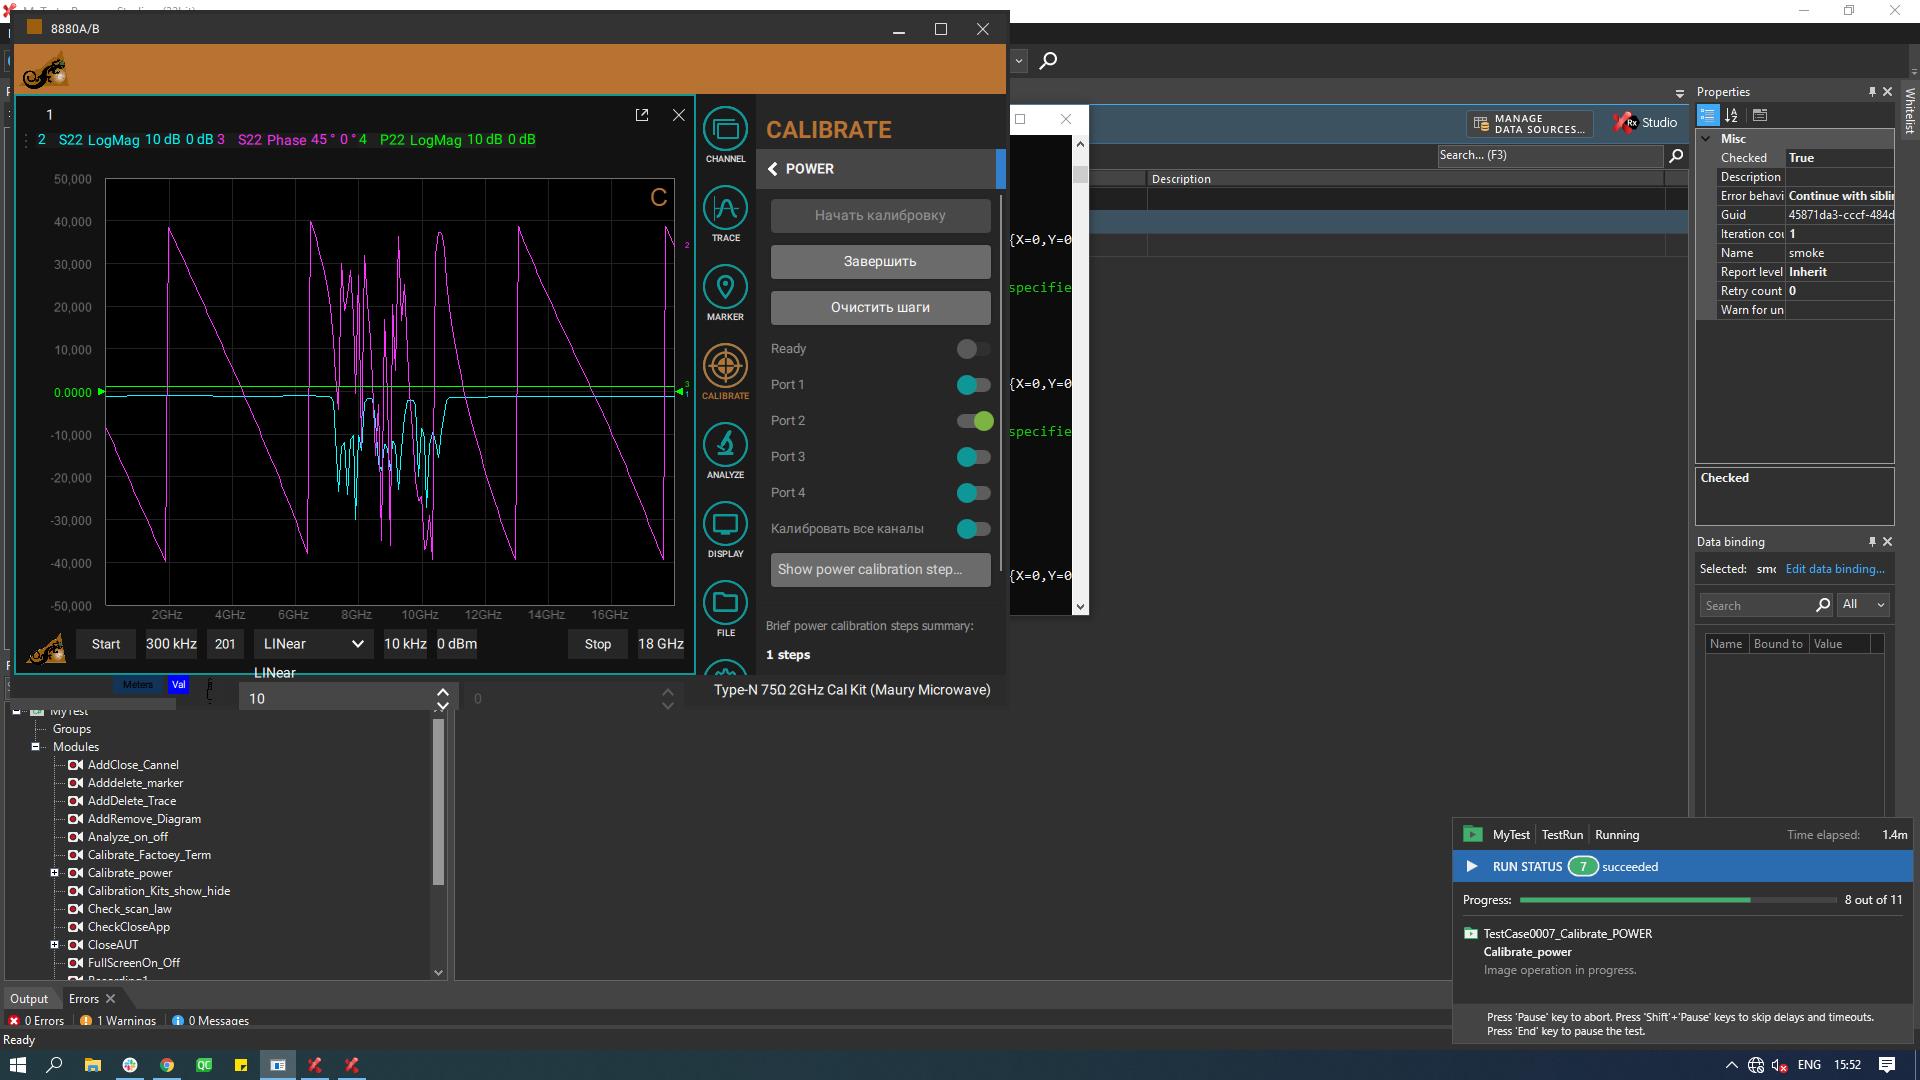 8880A/B
1
2 S22 LogMag 10 dB 0 dB 3 S22 Phase 45 ° 0 ° 4 P22 LogMag 10 dB 0 dB
C
50,000
40,000
30,000
20,000
10,000
0.0000
-10,000
-20,000
-30,000
-40,000
-50,000
2
3
1
2GHz 4GHz 6GHz 8GHz 10GHz 12GHz 14GHz 16GHz
Start 300 kHz 201 LINear 10 kHz 0 dBm Stop 18 GHz
LINear
Meters Val
10
0
CHANNEL
TRACE
MARKER
CALIBRATE
ANALYZE
DISPLAY
FILE
CALIBRATE
POWER
Начать калибровку
Завершить
Очистить шаги
Ready
Port 1
Port 2
Port 3
Port 4
Калибровать все каналы
Show power calibration step...
Brief power calibration steps summary:
1 steps
Type-N 75Ω 2GHz Cal Kit (Maury Microwave)
{X=0,Y=0
specifie
{X=0,Y=0
specifie
{X=0,Y=0
MANAGE
DATA SOURCES...
Rx Studio
Search... (F3)
Description
Properties
Whitelist
Misc
Checked True
Description
Error behavi Continue with siblin
Guid 45871da3-cccf-484d
Iteration cou 1
Name smoke
Report level Inherit
Retry count 0
Warn for un
Checked
Data binding
Selected: smo Edit data binding...
Search All
Name Bound to Value
MyTest
Groups
Modules
AddClose_Cannel
Adddelete_marker
AddDelete_Trace
AddRemove_Diagram
Analyze_on_off
Calibrate_Factoey_Term
Calibrate_power
Calibration_Kits_show_hide
Check_scan_law
CheckCloseApp
CloseAUT
FullScreenOn_Off
Output Errors
0 Errors 1 Warnings 0 Messages
Ready
MyTest TestRun Running Time elapsed: 1.4m
RUN STATUS 7 succeeded
Progress: 8 out of 11
TestCase0007_Calibrate_POWER
Calibrate_power
Image operation in progress.
Press 'Pause' key to abort. Press 'Shift'+'Pause' keys to skip delays and timeouts.
Press 'End' key to pause the test.
QC
ENG 15:52